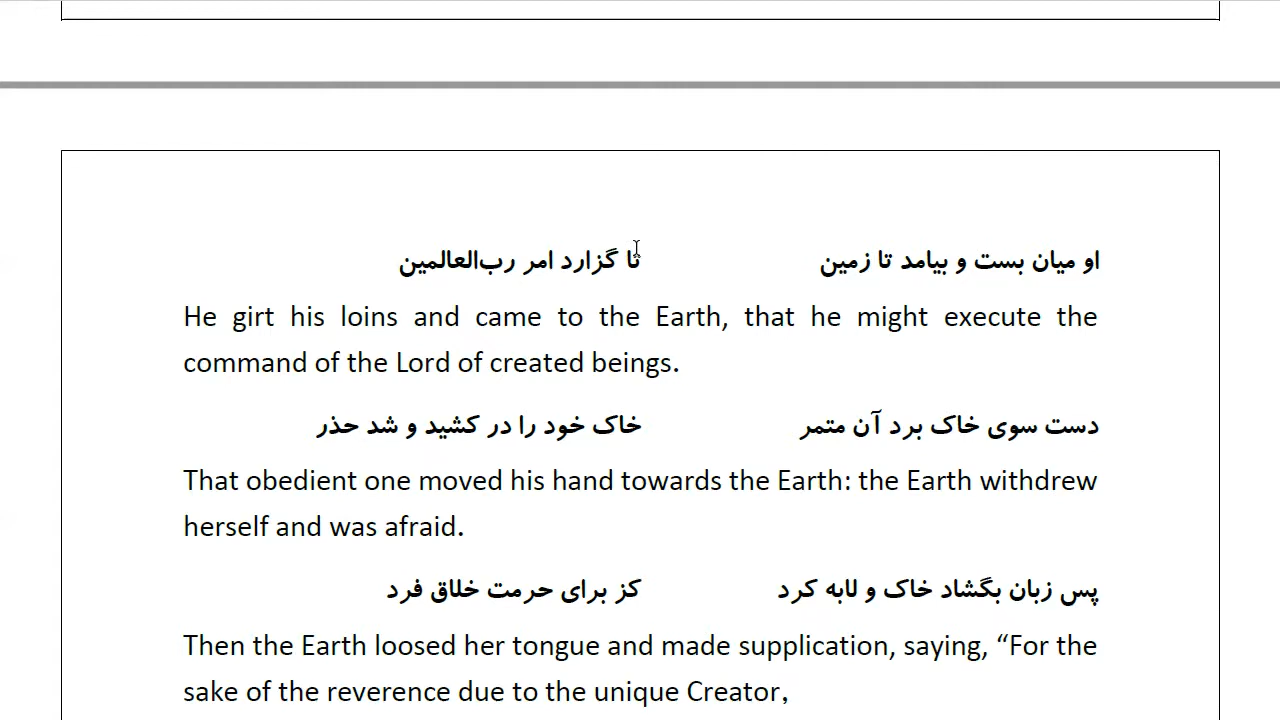 او میان بست و بیامد تا زمین تا گزارد امر رب‌العالمین
He girt his loins and came to the Earth, that he might execute the
command of the Lord of created beings.
دست سوی خاک برد آن متمر خاک خود را در کشید و شد حذر
That obedient one moved his hand towards the Earth: the Earth withdrew
herself and was afraid.
پس زبان بگشاد خاک و لابه کرد کز برای حرمت خلاق فرد
Then the Earth loosed her tongue and made supplication, saying, “For the
sake of the reverence due to the unique Creator,